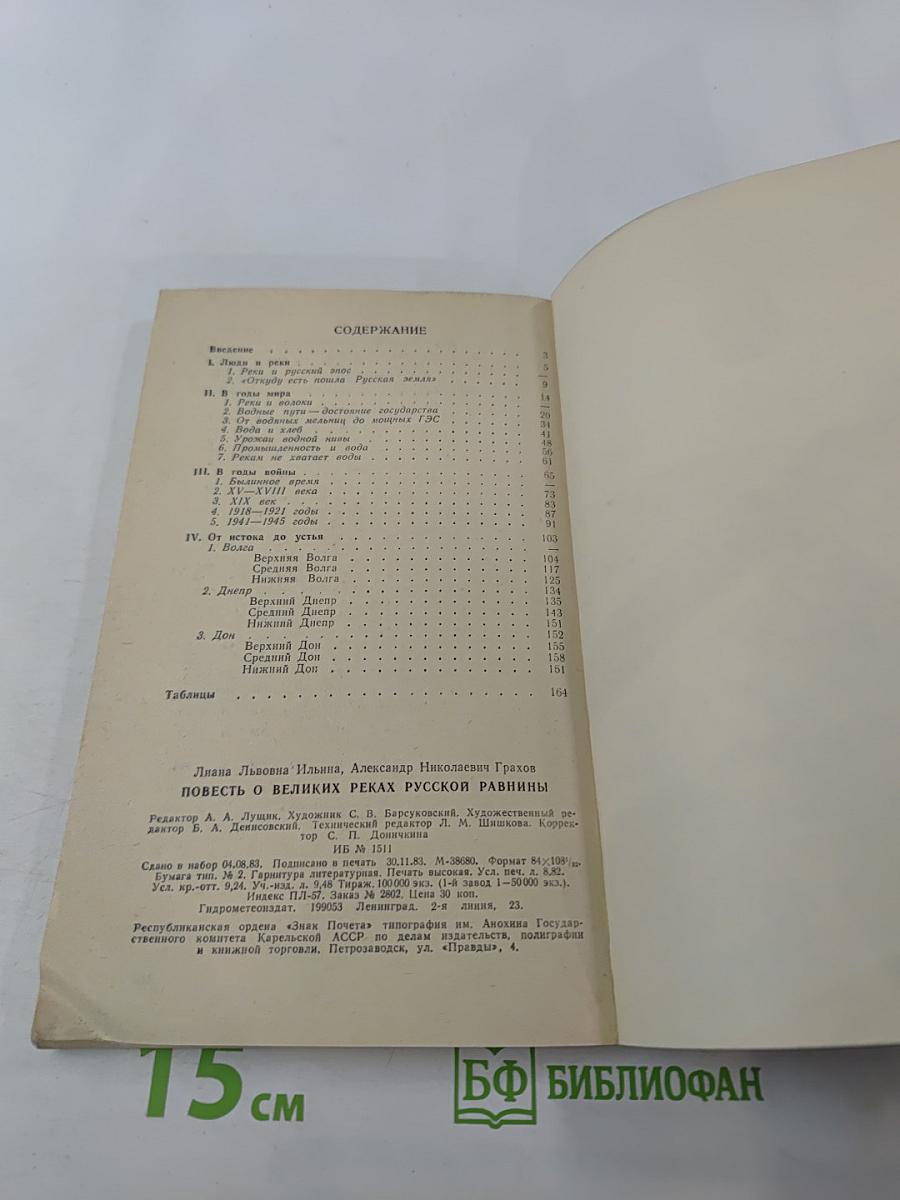 СОДЕРЖАНИЕ
Введение . . . . . . . . . . . . . . . . . . 3
I. Люди и реки . . . . . . . . . . . . . . . . 5
1. Реки и русский эпос . . . . . . . . . . . . —
2. «Откуду есть пошла Русская земля» . . . . . . 9
II. В годы мира . . . . . . . . . . . . . . . . 14
1. Реки и волоки . . . . . . . . . . . . . . —
2. Водные пути — достояние государства . . . . . . 26
3. От водяных мельниц до мощных ГЭС . . . . . . 34
4. Вода и хлеб . . . . . . . . . . . . . . . 41
5. Урожаи водной нивы . . . . . . . . . . . . 48
6. Промышленность и вода . . . . . . . . . . . 56
7. Рекам не хватает воды . . . . . . . . . . . 61
III. В годы войны . . . . . . . . . . . . . . . 65
1. Былинное время . . . . . . . . . . . . . . —
2. XV—XVIII века . . . . . . . . . . . . . . 73
3. XIX век . . . . . . . . . . . . . . . . . 83
4. 1918—1921 годы . . . . . . . . . . . . . . 87
5. 1941—1945 годы . . . . . . . . . . . . . . 91
IV. От истока до устья . . . . . . . . . . . . . 103
1. Волга . . . . . . . . . . . . . . . . . . —
Верхняя Волга . . . . . . . . . . . . . 104
Средняя Волга . . . . . . . . . . . . . 117
Нижняя Волга . . . . . . . . . . . . . 125
2. Днепр . . . . . . . . . . . . . . . . . . 134
Верхний Днепр . . . . . . . . . . . . . 135
Средний Днепр . . . . . . . . . . . . . 143
Нижний Днепр . . . . . . . . . . . . . 151
3. Дон . . . . . . . . . . . . . . . . . . . 152
Верхний Дон . . . . . . . . . . . . . . 155
Средний Дон . . . . . . . . . . . . . . 158
Нижний Дон . . . . . . . . . . . . . . 161
Таблицы . . . . . . . . . . . . . . . . . . . 164
Лиана Львовна Ильина, Александр Николаевич Грахов
ПОВЕСТЬ О ВЕЛИКИХ РЕКАХ РУССКОЙ РАВНИНЫ
Редактор А. А. Лущик. Художник С. В. Барсуковский. Художественный ре-
дактор Б. А. Денисовский. Технический редактор Л. М. Шишкова. Коррек-
тор С. П. Доничкина
ИБ № 1511
Сдано в набор 04.08.83. Подписано в печать 30.11.83. М-38680. Формат 84×108¹/₃₂.
Бумага тип. № 2. Гарнитура литературная. Печать высокая. Усл. печ. л. 8,82.
Усл. кр.-отт. 9,24. Уч.-изд. л. 9,48 Тираж. 100 000 экз. (1-й завод 1—50 000 экз.).
Индекс ПЛ-57. Заказ № 2802. Цена 30 коп.
Гидрометеоиздат. 199053 Ленинград. 2-я линия, 23.
Республиканская ордена «Знак Почета» типография им. Анохина Государ-
ственного комитета Карельской АССР по делам издательств, полиграфии
и книжной торговли. Петрозаводск, ул. «Правды», 4.
15 см
БФ БИБЛИОФАН